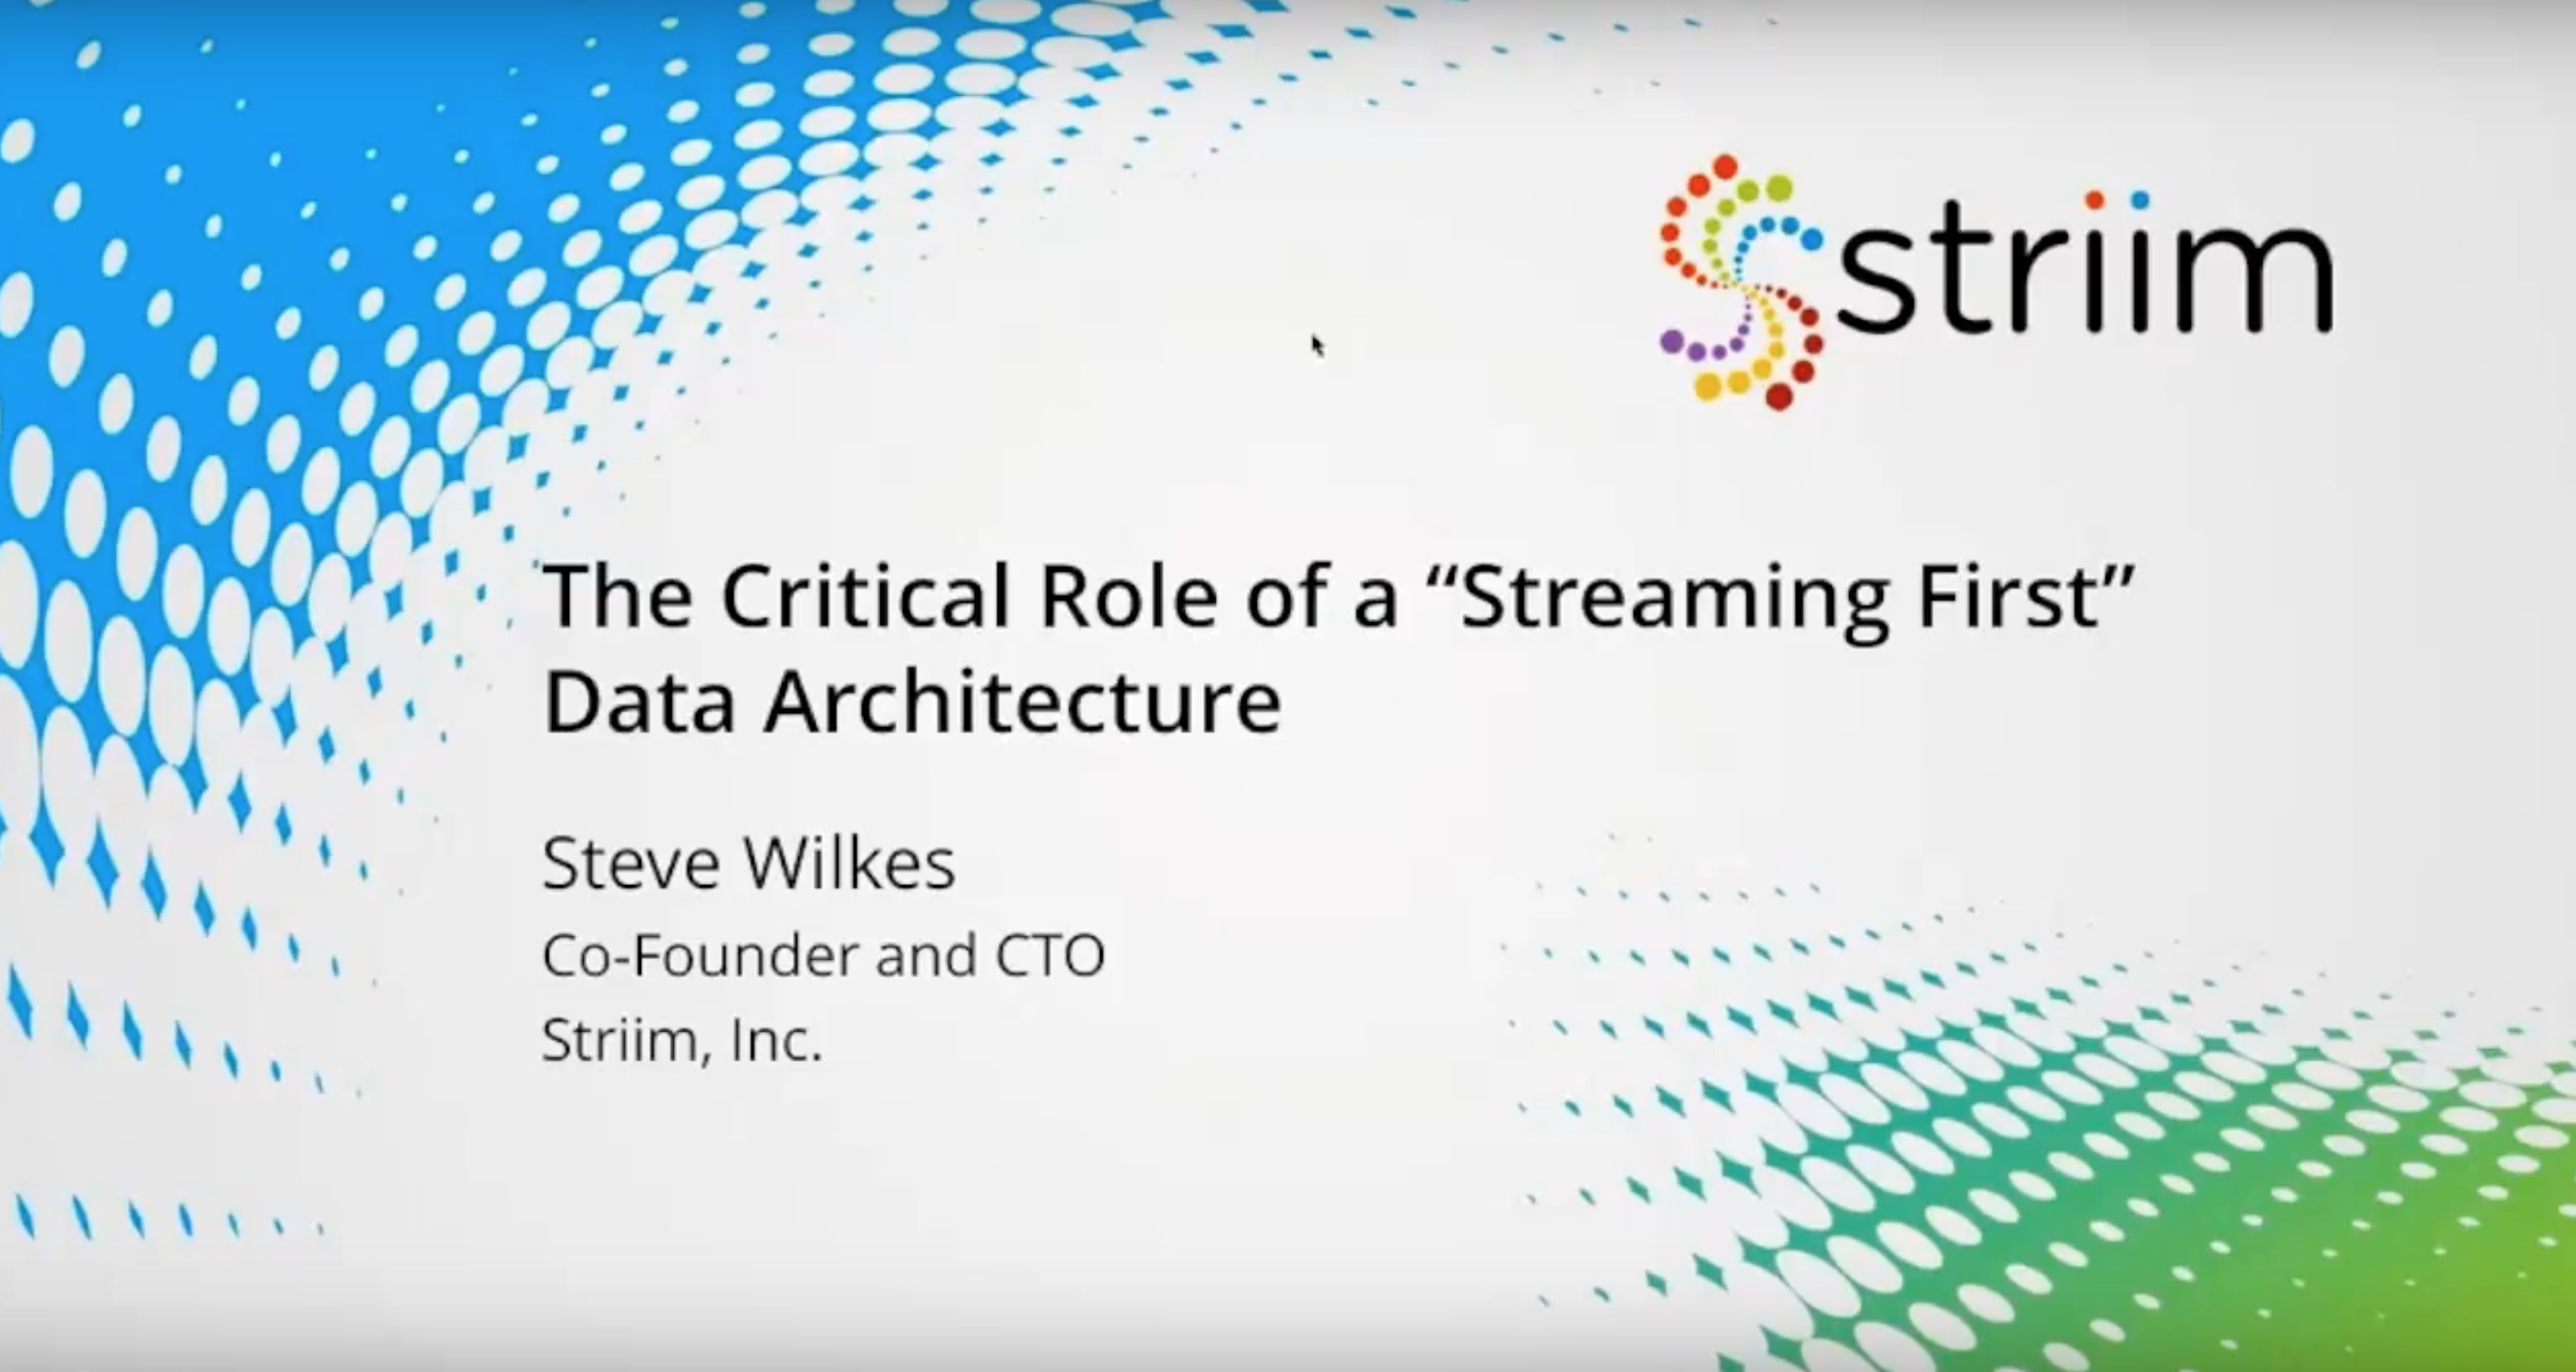 striim
The Critical Role of a “Streaming First”
Data Architecture
Steve Wilkes
Co-Founder and CTO
Striim, Inc.